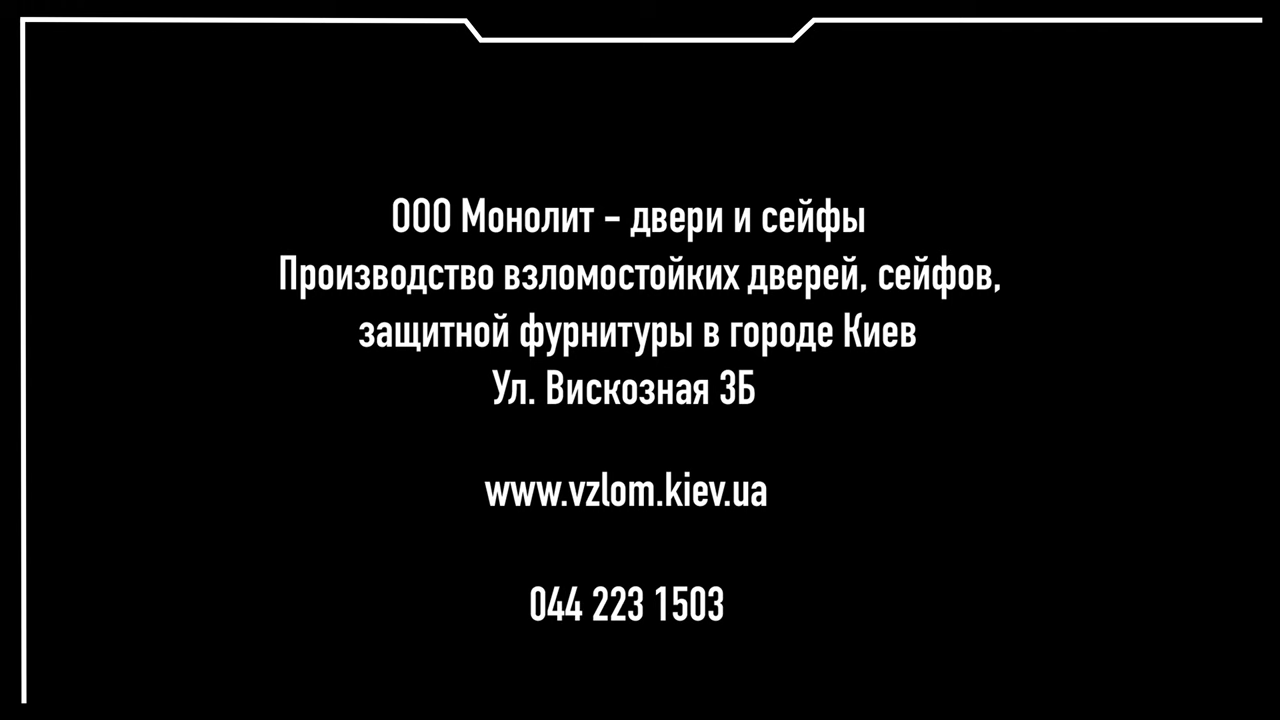 ООО Монолит - двери и сейфы
Производство взломостойких дверей, сейфов,
защитной фурнитуры в городе Киев
Ул. Вискозная 3Б
www.vzlom.kiev.ua
044 223 1503